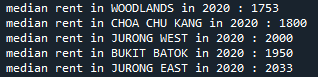 median rent in WOODLANDS in 2020 : 1753
median rent in CHOA CHU KANG in 2020 : 1800
median rent in JURONG WEST in 2020 : 2000
median rent in BUKIT BATOK in 2020 : 1950
median rent in JURONG EAST in 2020 : 2033